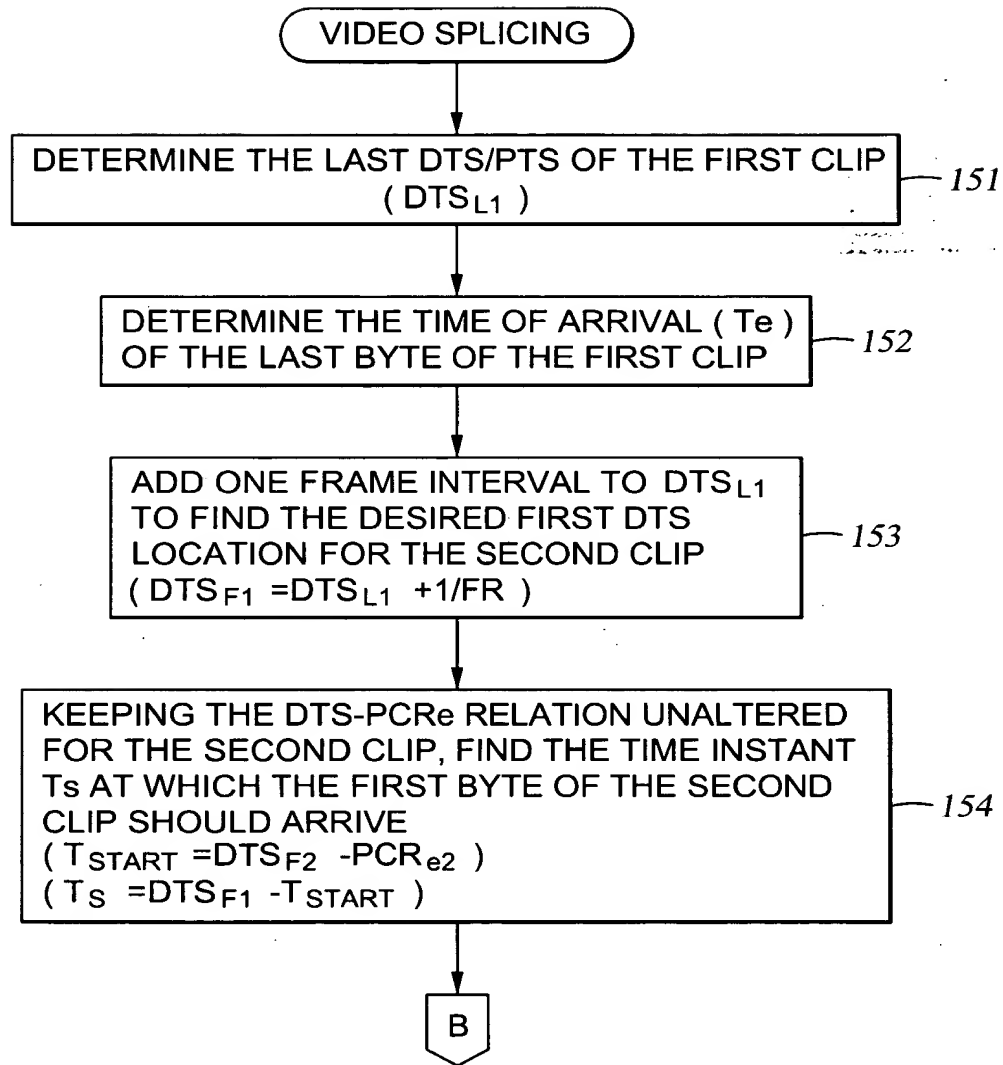 VIDEO SPLICING
DETERMINE THE LAST DTS/PTS OF THE FIRST CLIP
( DTSL1 )
151
DETERMINE THE TIME OF ARRIVAL ( Te )
OF THE LAST BYTE OF THE FIRST CLIP
152
ADD ONE FRAME INTERVAL TO DTSL1
TO FIND THE DESIRED FIRST DTS
LOCATION FOR THE SECOND CLIP
( DTSF1 =DTSL1 +1/FR )
153
KEEPING THE DTS-PCRe RELATION UNALTERED
FOR THE SECOND CLIP, FIND THE TIME INSTANT
Ts AT WHICH THE FIRST BYTE OF THE SECOND
CLIP SHOULD ARRIVE
( TSTART =DTSF2 -PCRe2 )
( TS =DTSF1 -TSTART )
154
B